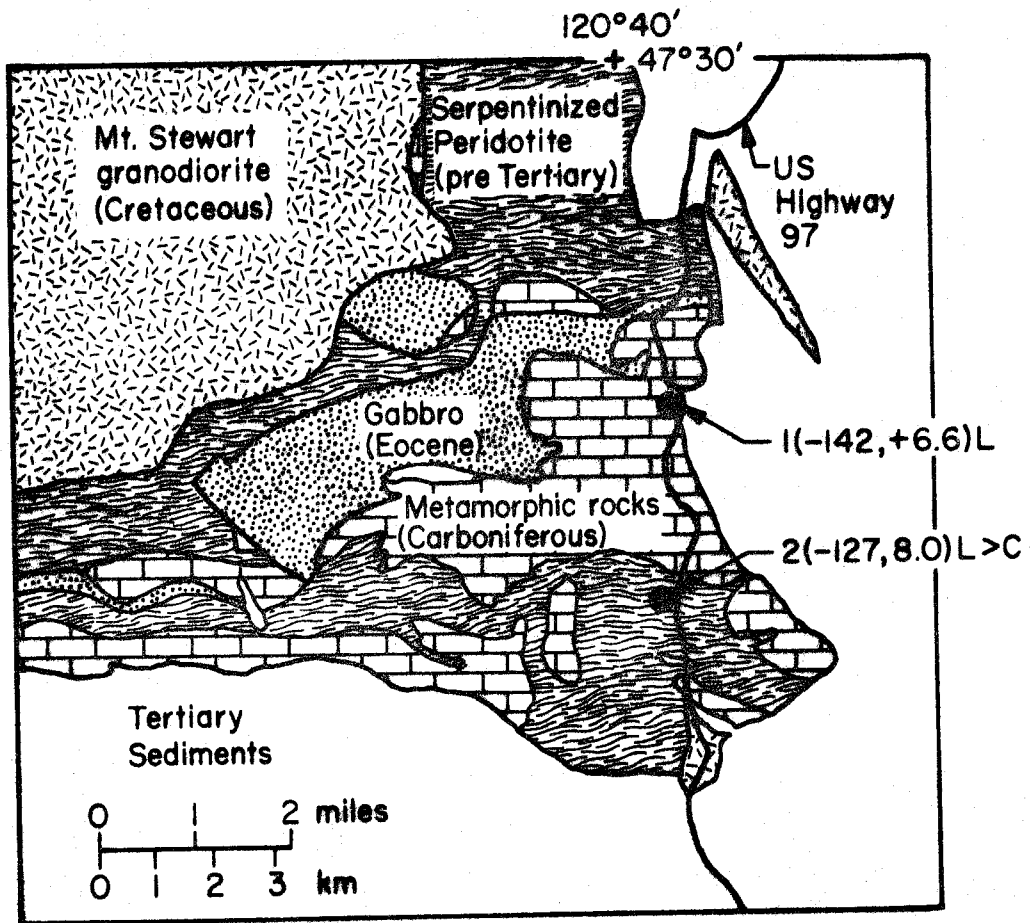 120°40'
+ 47°30'
Mt. Stewart
granodiorite
(Cretaceous)
Serpentinized
Peridotite
(pre Tertiary)
US
Highway
97
Gabbro
(Eocene)
1(-142,+6.6)L
Metamorphic rocks
(Carboniferous)
2(-127,8.0)L>C
Tertiary
Sediments
0 1 2 miles
0 1 2 3 km